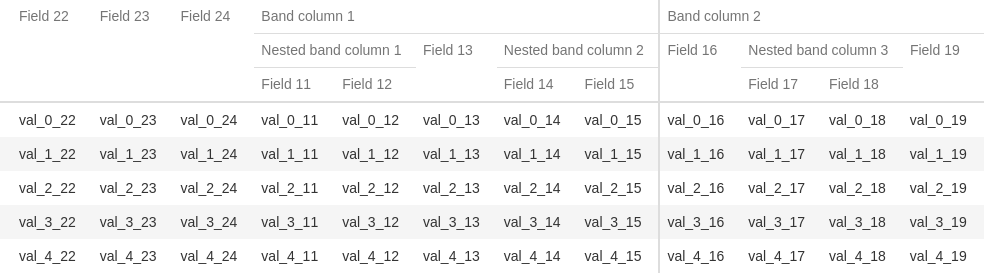 Field 22 Field 23 Field 24 Band column 1 Band column 2
Nested band column 1 Field 13 Nested band column 2 Field 16 Nested band column 3 Field 19
Field 11 Field 12 Field 14 Field 15 Field 17 Field 18
val_0_22 val_0_23 val_0_24 val_0_11 val_0_12 val_0_13 val_0_14 val_0_15 val_0_16 val_0_17 val_0_18 val_0_19
val_1_22 val_1_23 val_1_24 val_1_11 val_1_12 val_1_13 val_1_14 val_1_15 val_1_16 val_1_17 val_1_18 val_1_19
val_2_22 val_2_23 val_2_24 val_2_11 val_2_12 val_2_13 val_2_14 val_2_15 val_2_16 val_2_17 val_2_18 val_2_19
val_3_22 val_3_23 val_3_24 val_3_11 val_3_12 val_3_13 val_3_14 val_3_15 val_3_16 val_3_17 val_3_18 val_3_19
val_4_22 val_4_23 val_4_24 val_4_11 val_4_12 val_4_13 val_4_14 val_4_15 val_4_16 val_4_17 val_4_18 val_4_19